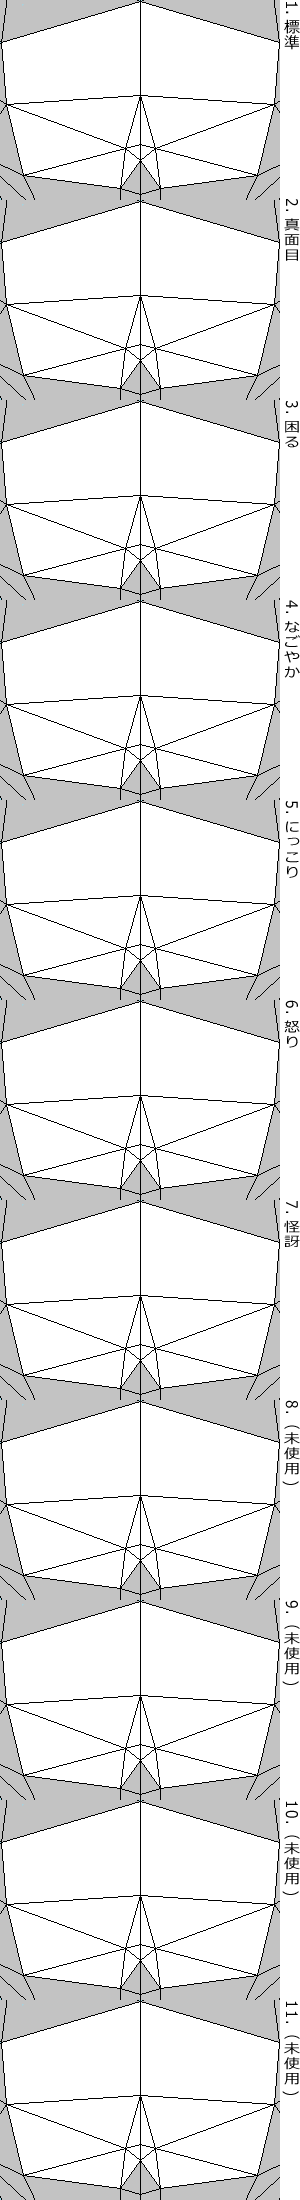 1. 標準
2. 真面目
3. 困る
4. なごやか
5. にっこり
6. 怒り
7. 怪訝
8. (未使用)
9. (未使用)
10. (未使用)
11. (未使用)